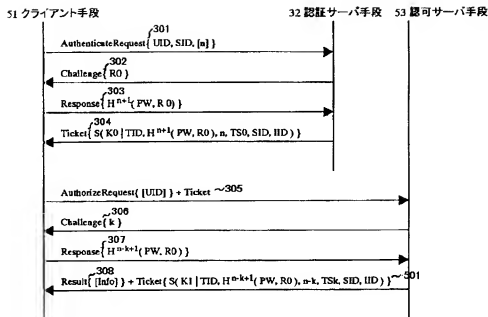 51 クライアント手段 32 認証サーバ手段 53 認可サーバ手段
301
AuthenticateRequest{ UID, SID, [n] }
302
Challenge{ R0 }
303
Response{ H^n+1( PW, R 0) }
304
Ticket{ S( K0 | TID, H^n+1( PW, R0 ), n, TS0, SID, IID ) }
AuthorizeRequest{ [UID] } + Ticket ~305
306
Challenge{ k }
307
Response{ H^n-k+1( PW, R0 ) }
308
Result{ [Info] } + Ticket{ S( K1 | TID, H^n-k+1( PW, R0 ), n-k, TSk, SID, IID ) } ~501